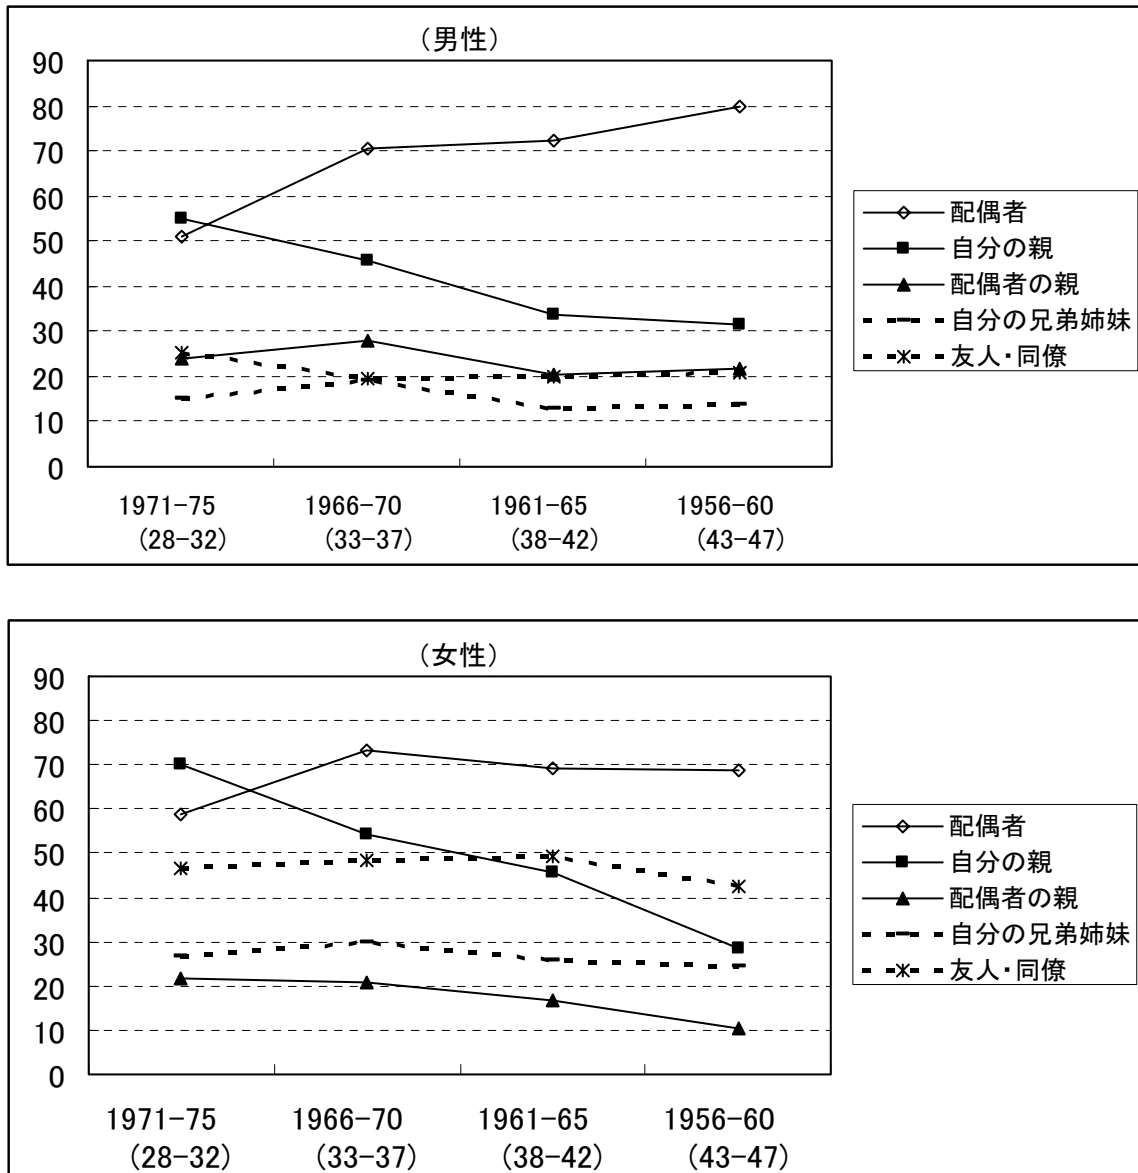 （男性）
90
80
70
60
50
40
30
20
10
0
1971-75 1966-70 1961-65 1956-60
(28-32) (33-37) (38-42) (43-47)
配偶者
自分の親
配偶者の親
自分の兄弟姉妹
友人・同僚
（女性）
90
80
70
60
50
40
30
20
10
0
1971-75 1966-70 1961-65 1956-60
(28-32) (33-37) (38-42) (43-47)
配偶者
自分の親
配偶者の親
自分の兄弟姉妹
友人・同僚